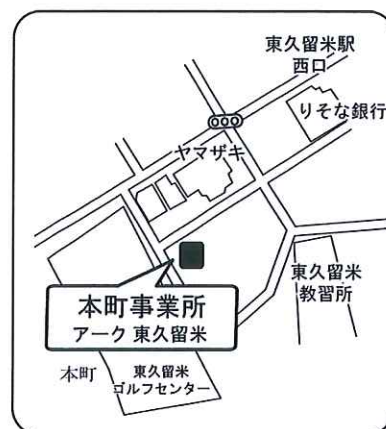 東久留米駅
西口
りそな銀行
ヤマザキ
東久留米
教習所
本町事業所
アーク 東久留米
本町
東久留米
ゴルフセンター